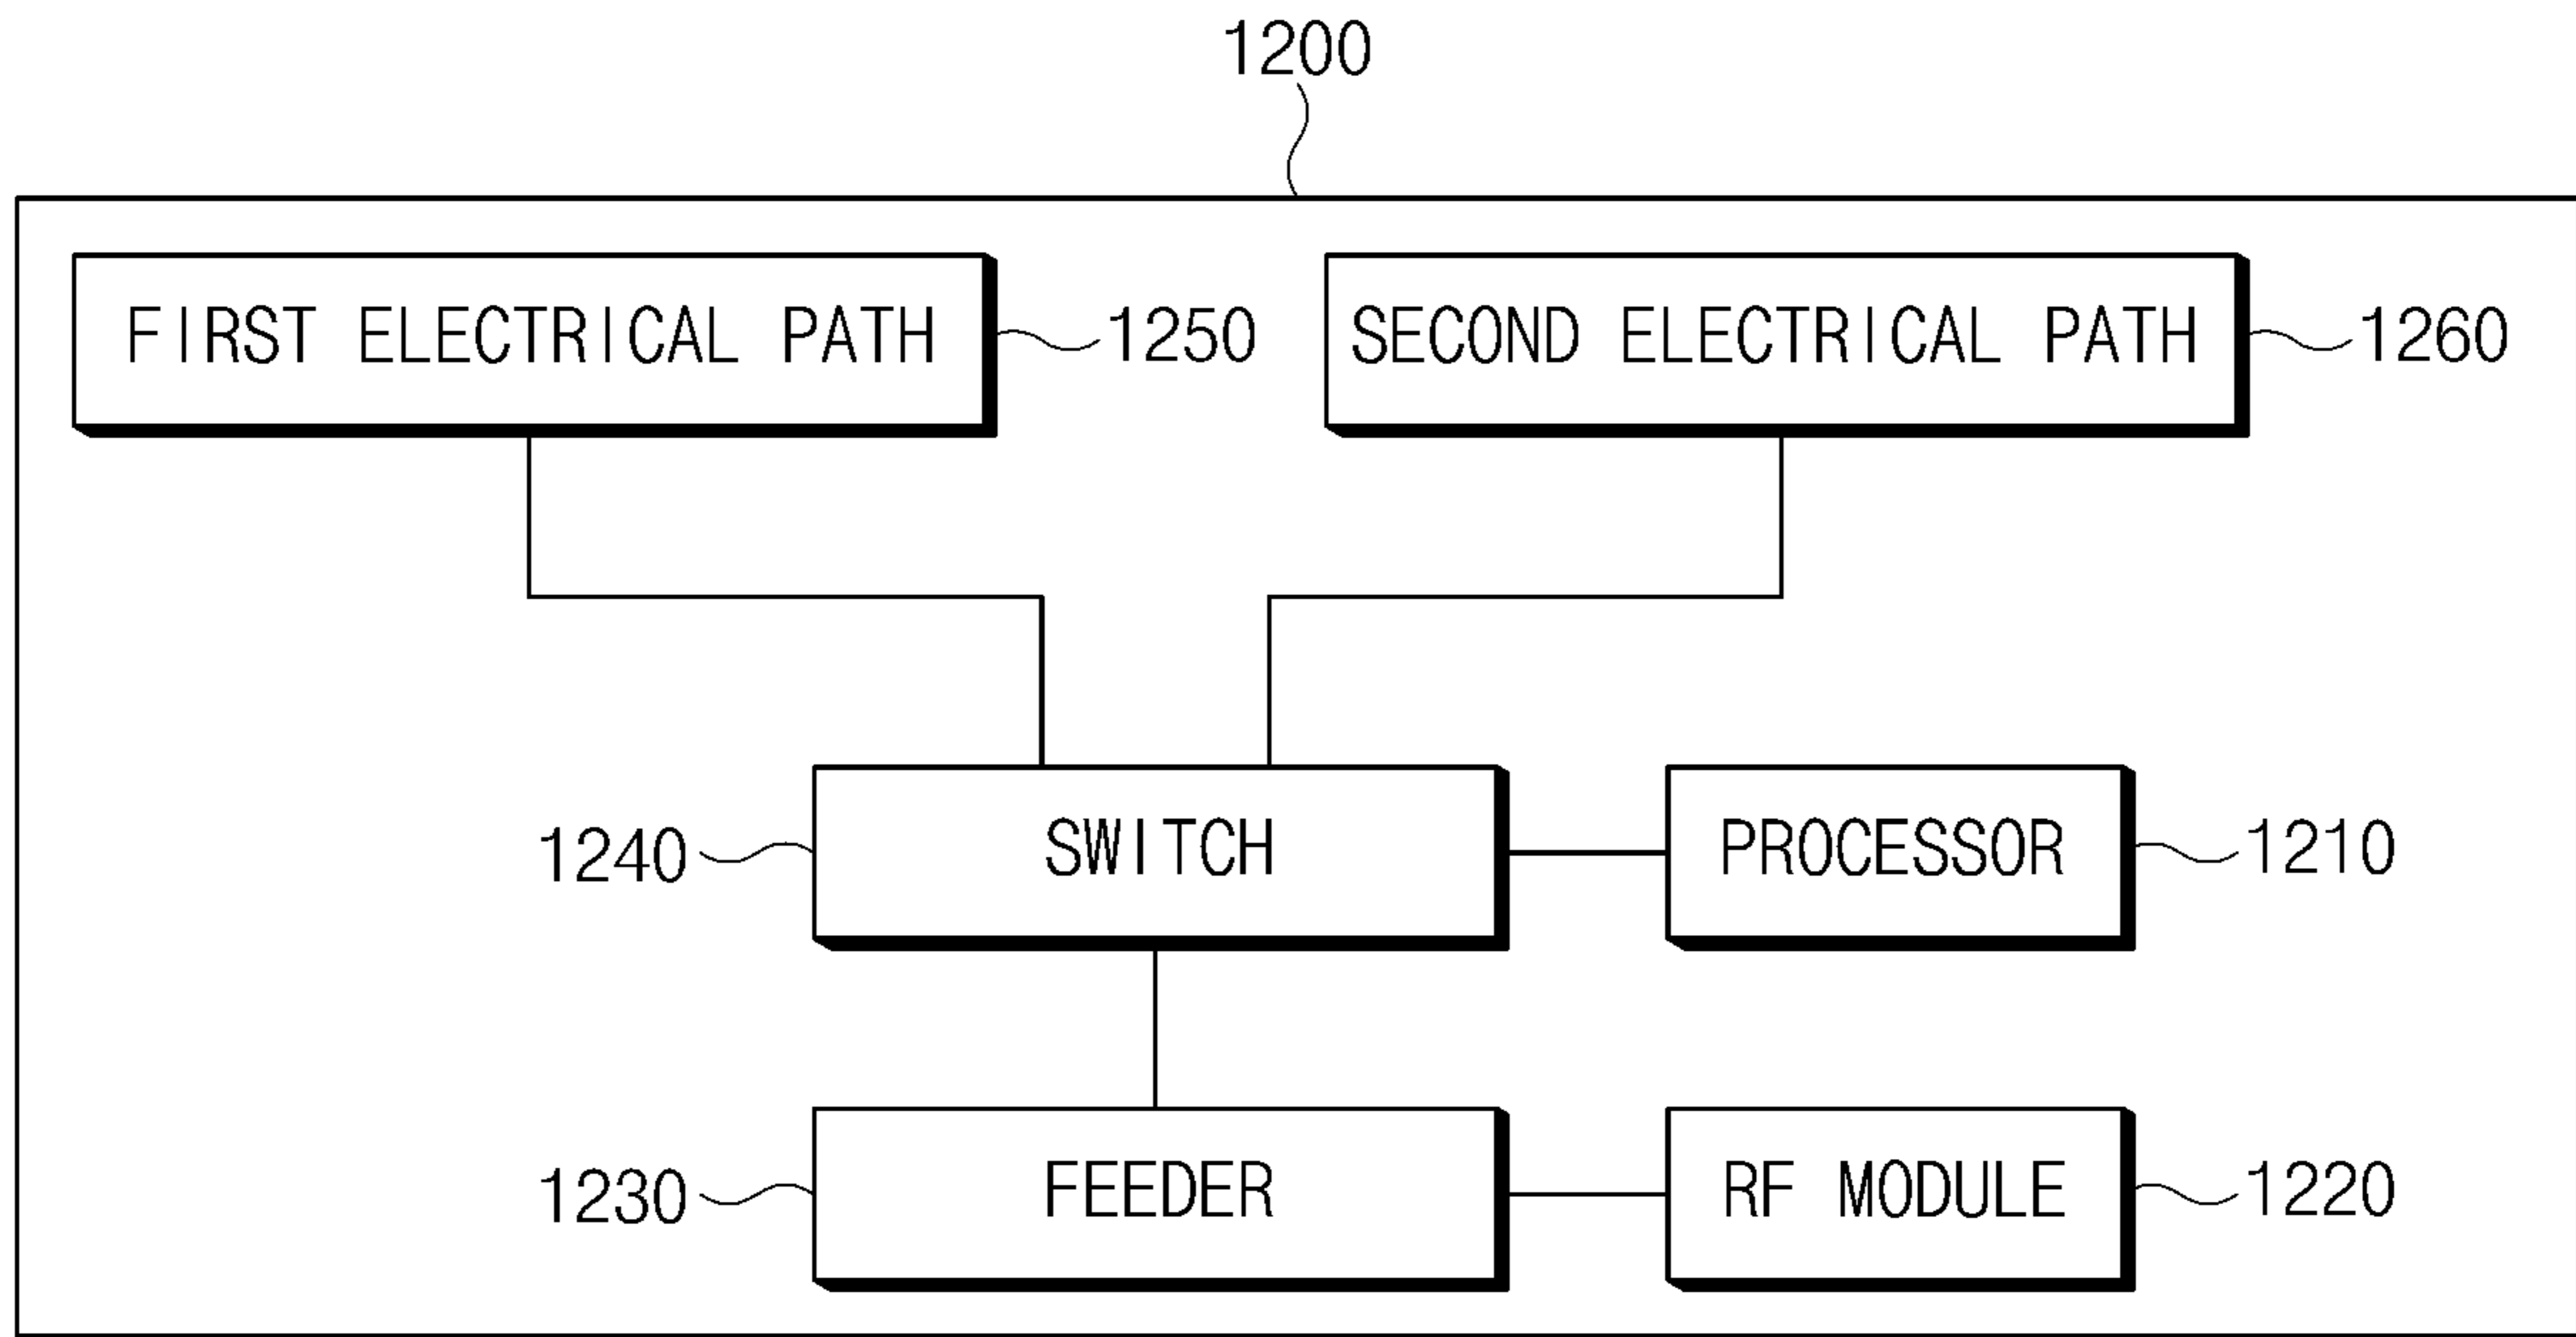 1200
FIRST ELECTRICAL PATH 1250
SECOND ELECTRICAL PATH 1260
1240 SWITCH
PROCESSOR 1210
1230 FEEDER
RF MODULE 1220